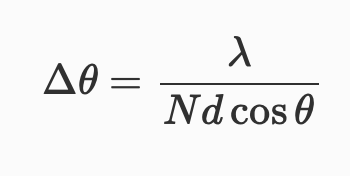 Δθ = λ / (Nd cos θ)